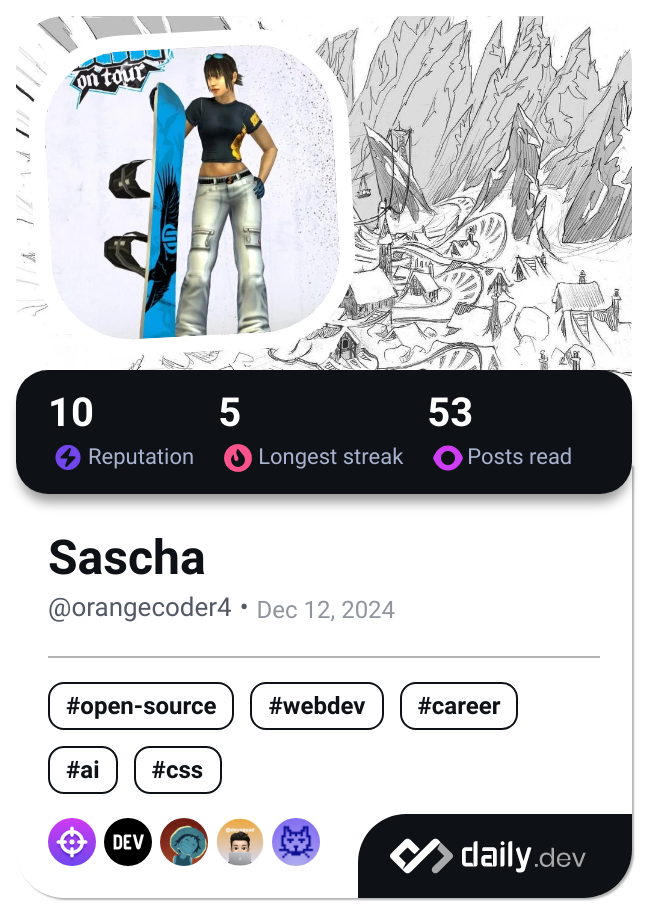 on tour
10 5 53
Reputation Longest streak Posts read
Sascha
@orangecoder4 • Dec 12, 2024
#open-source #webdev #career
#ai #css
DEV
daily.dev